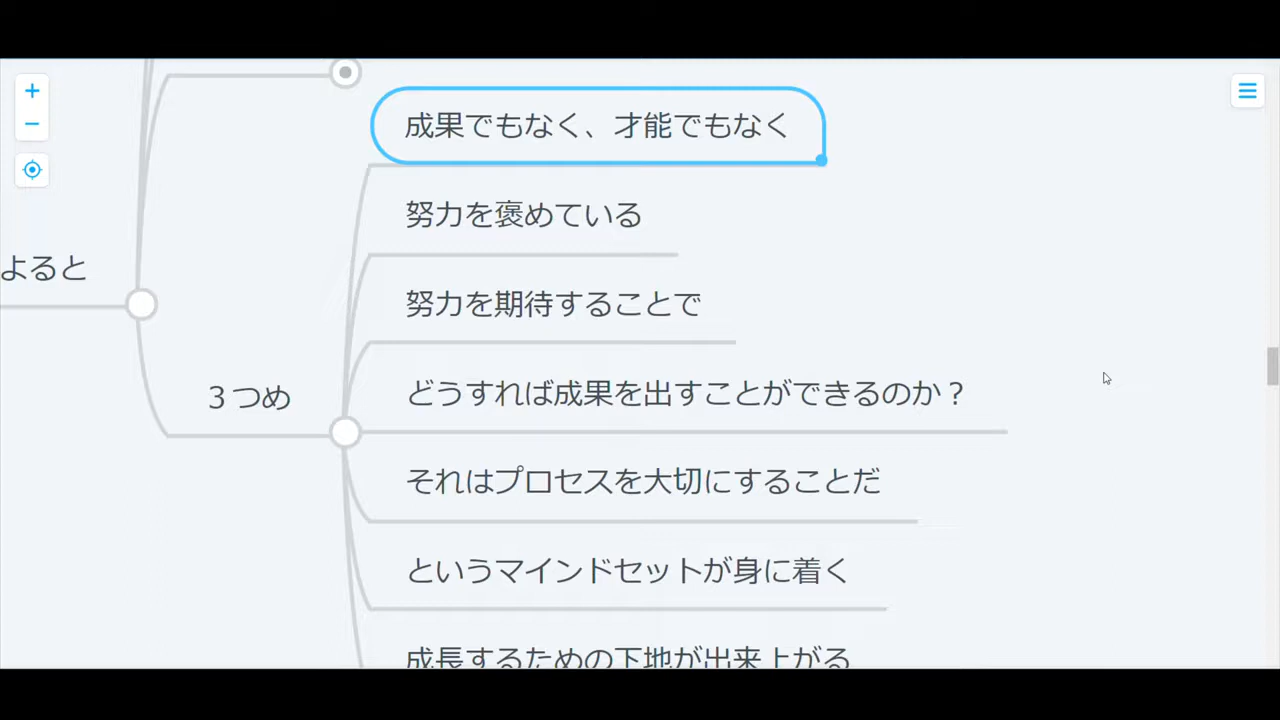 成果でもなく、才能でもなく
努力を褒めている
よると
努力を期待することで
３つめ
どうすれば成果を出すことができるのか？
それはプロセスを大切にすることだ
というマインドセットが身に着く
成長するための下地が出来上がる